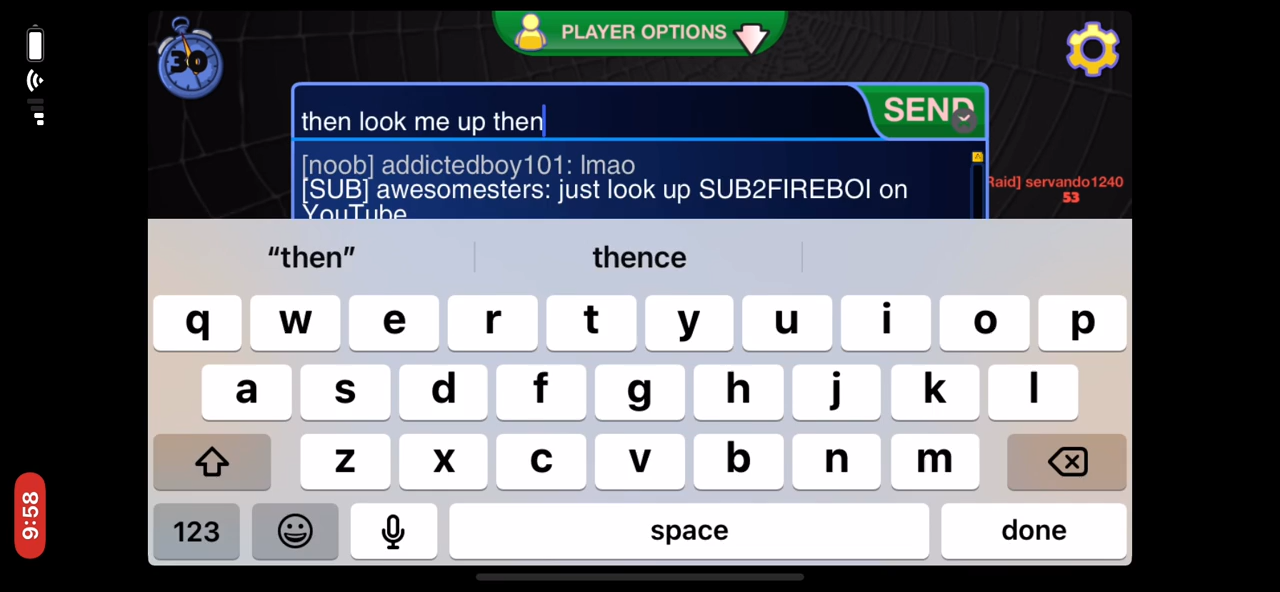 PLAYER OPTIONS
30
then look me up then
SEND
[noob] addictedboy101: lmao
[SUB] awesomesters: just look up SUB2FIREBOI on
YouTube
Raid] servando1240
53
“then”
thence
q w e r t y u i o p
a s d f g h j k l
z x c v b n m
123
space
done
9:58